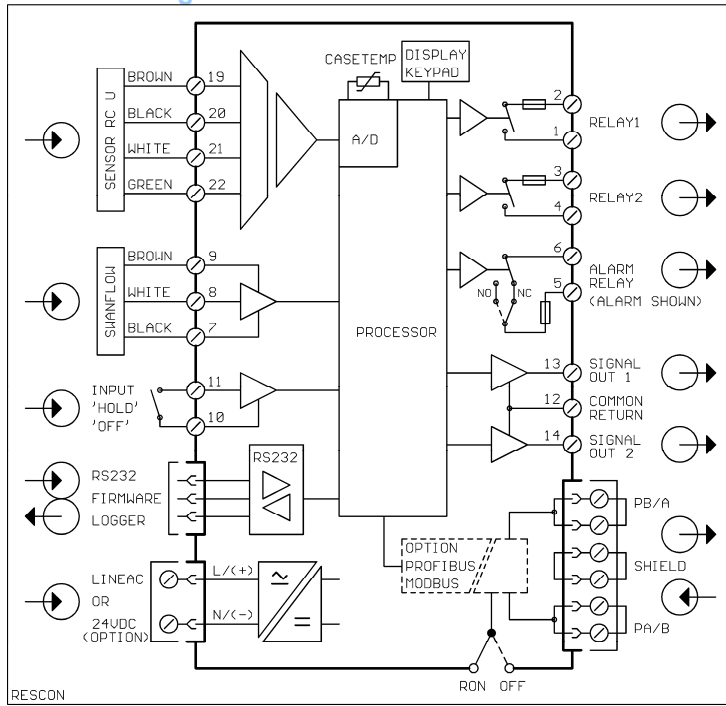 CASETEMP
DISPLAY
KEYPAD
SENSOR RC U
BROWN 19
BLACK 20
WHITE 21
GREEN 22
A/D
2
1
RELAY1
3
4
RELAY2
SWANFLOW
BROWN 9
WHITE 8
BLACK 7
6
5
ALARM
RELAY
(ALARM SHOWN)
NO NC
PROCESSOR
INPUT
'HOLD'
'OFF'
11
10
13 SIGNAL
OUT 1
12 COMMON
RETURN
14 SIGNAL
OUT 2
RS232
FIRMWARE
LOGGER
RS232
PB/A
SHIELD
PA/B
OPTION
PROFIBUS
MODBUS
LINEAC
OR
24VDC
(OPTION)
L/(+)
N/(-)
RON OFF
RESCON